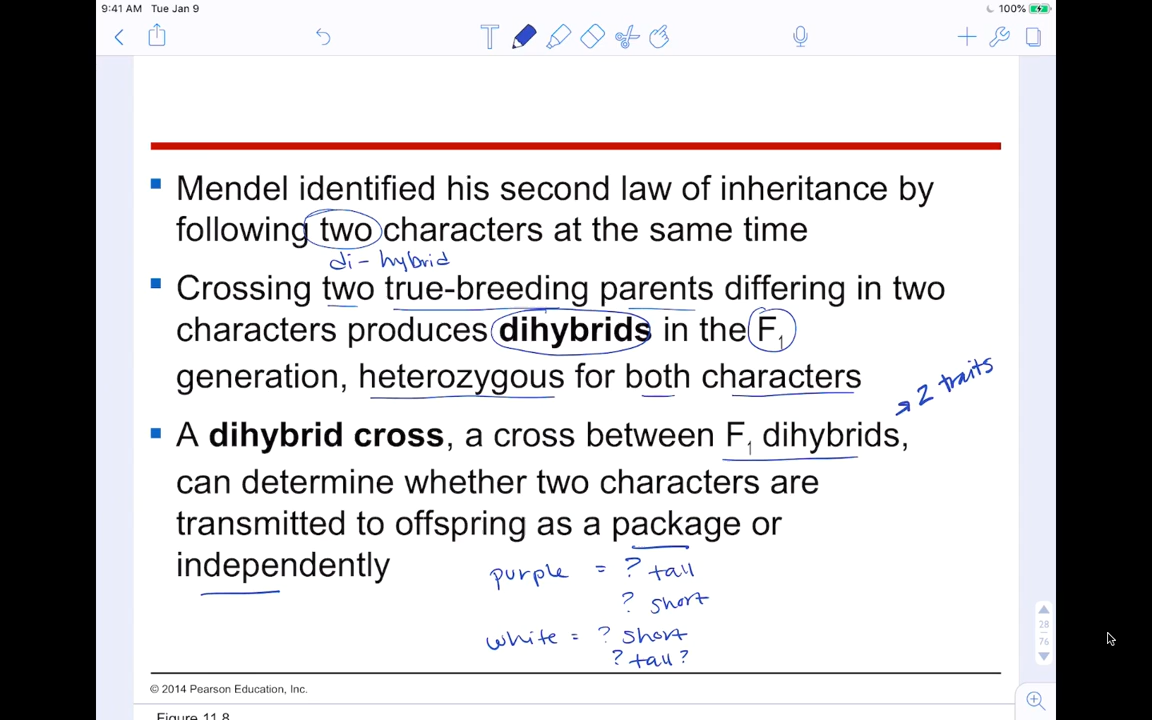 9:41 AM Tue Jan 9
100%
T
Mendel identified his second law of inheritance by
following two characters at the same time
di - hybrid
Crossing two true-breeding parents differing in two
characters produces dihybrids in the F1
generation, heterozygous for both characters
→ 2 traits
A dihybrid cross, a cross between F1 dihybrids,
can determine whether two characters are
transmitted to offspring as a package or
independently
purple = ? tall
? short
white = ? short
? tall ?
28
76
© 2014 Pearson Education, Inc.
Figure 11.8